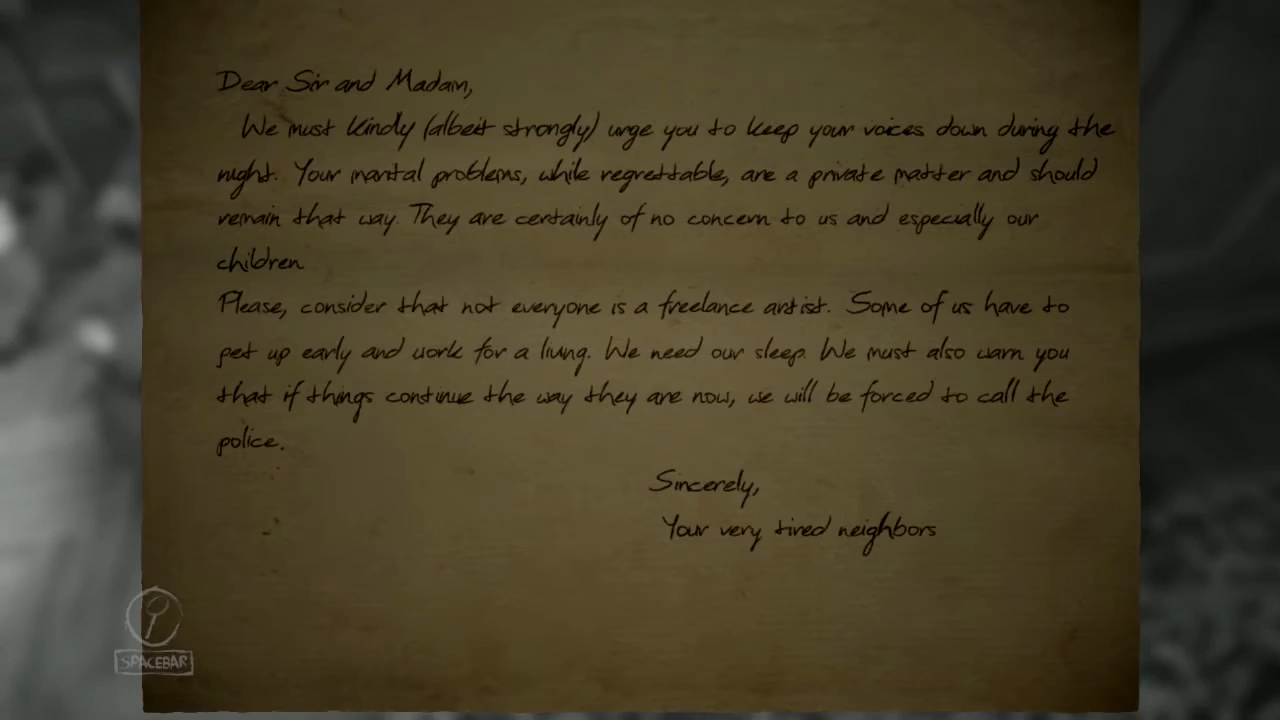 Dear Sir and Madam,
We must kindly (albeit strongly) urge you to keep your voices down during the
night. Your marital problems, while regrettable, are a private matter and should
remain that way. They are certainly of no concern to us and especially our
children.
Please, consider that not everyone is a freelance artist. Some of us have to
get up early and work for a living. We need our sleep. We must also warn you
that if things continue the way they are now, we will be forced to call the
police.
Sincerely,
Your very tired neighbors
SPACEBAR